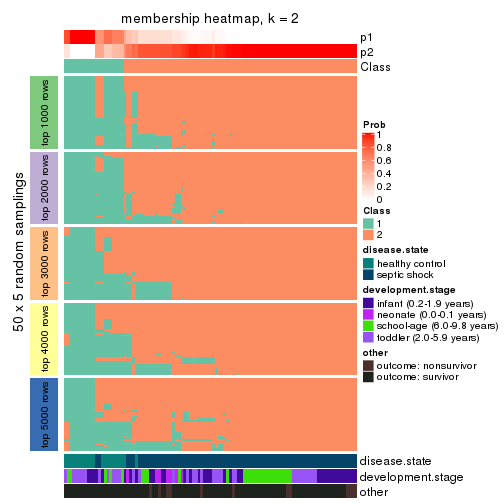 membership heatmap, k = 2
p1
p2
Class
50 x 5 random samplings
top 1000 rows
top 2000 rows
top 3000 rows
top 4000 rows
top 5000 rows
disease.state
development.stage
other
Prob
1
0.8
0.6
0.4
0.2
0
Class
1
2
disease.state
healthy control
septic shock
development.stage
infant (0.2-1.9 years)
neonate (0.0-0.1 years)
school-age (6.0-9.8 years)
toddler (2.0-5.9 years)
other
outcome: nonsurvivor
outcome: survivor